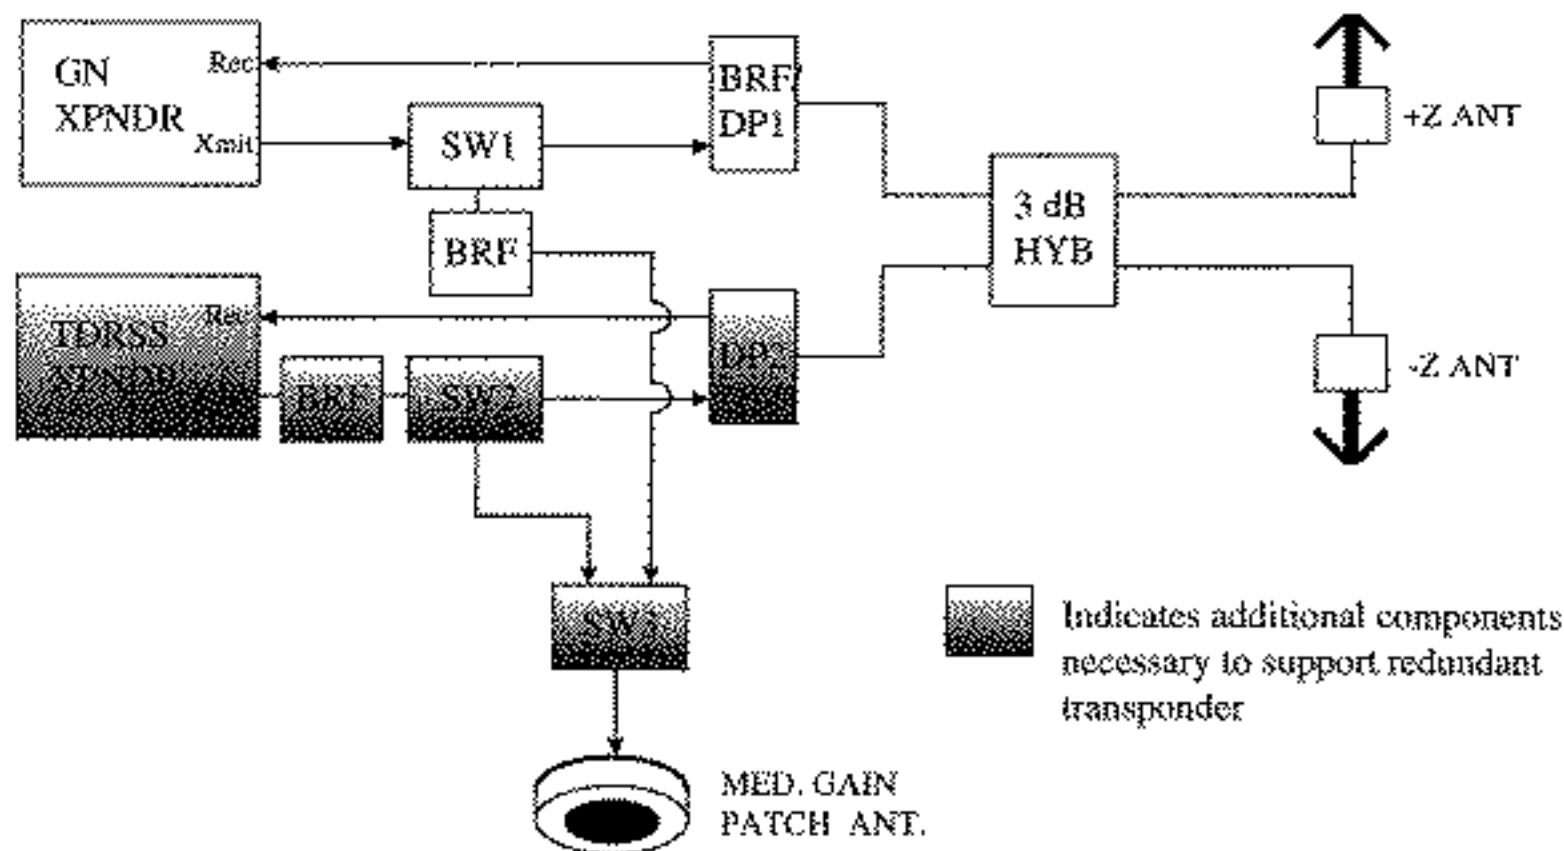 GN
XPNDR
Rec
Xmit
SW1
BRF/
DP1
BRF
3 dB
HYB
+Z ANT
-Z ANT
TDRSS
XPNDR
Rec
BRF
SW2
DP2
SW3
Indicates additional components
necessary to support redundant
transponder
MED. GAIN
PATCH ANT.